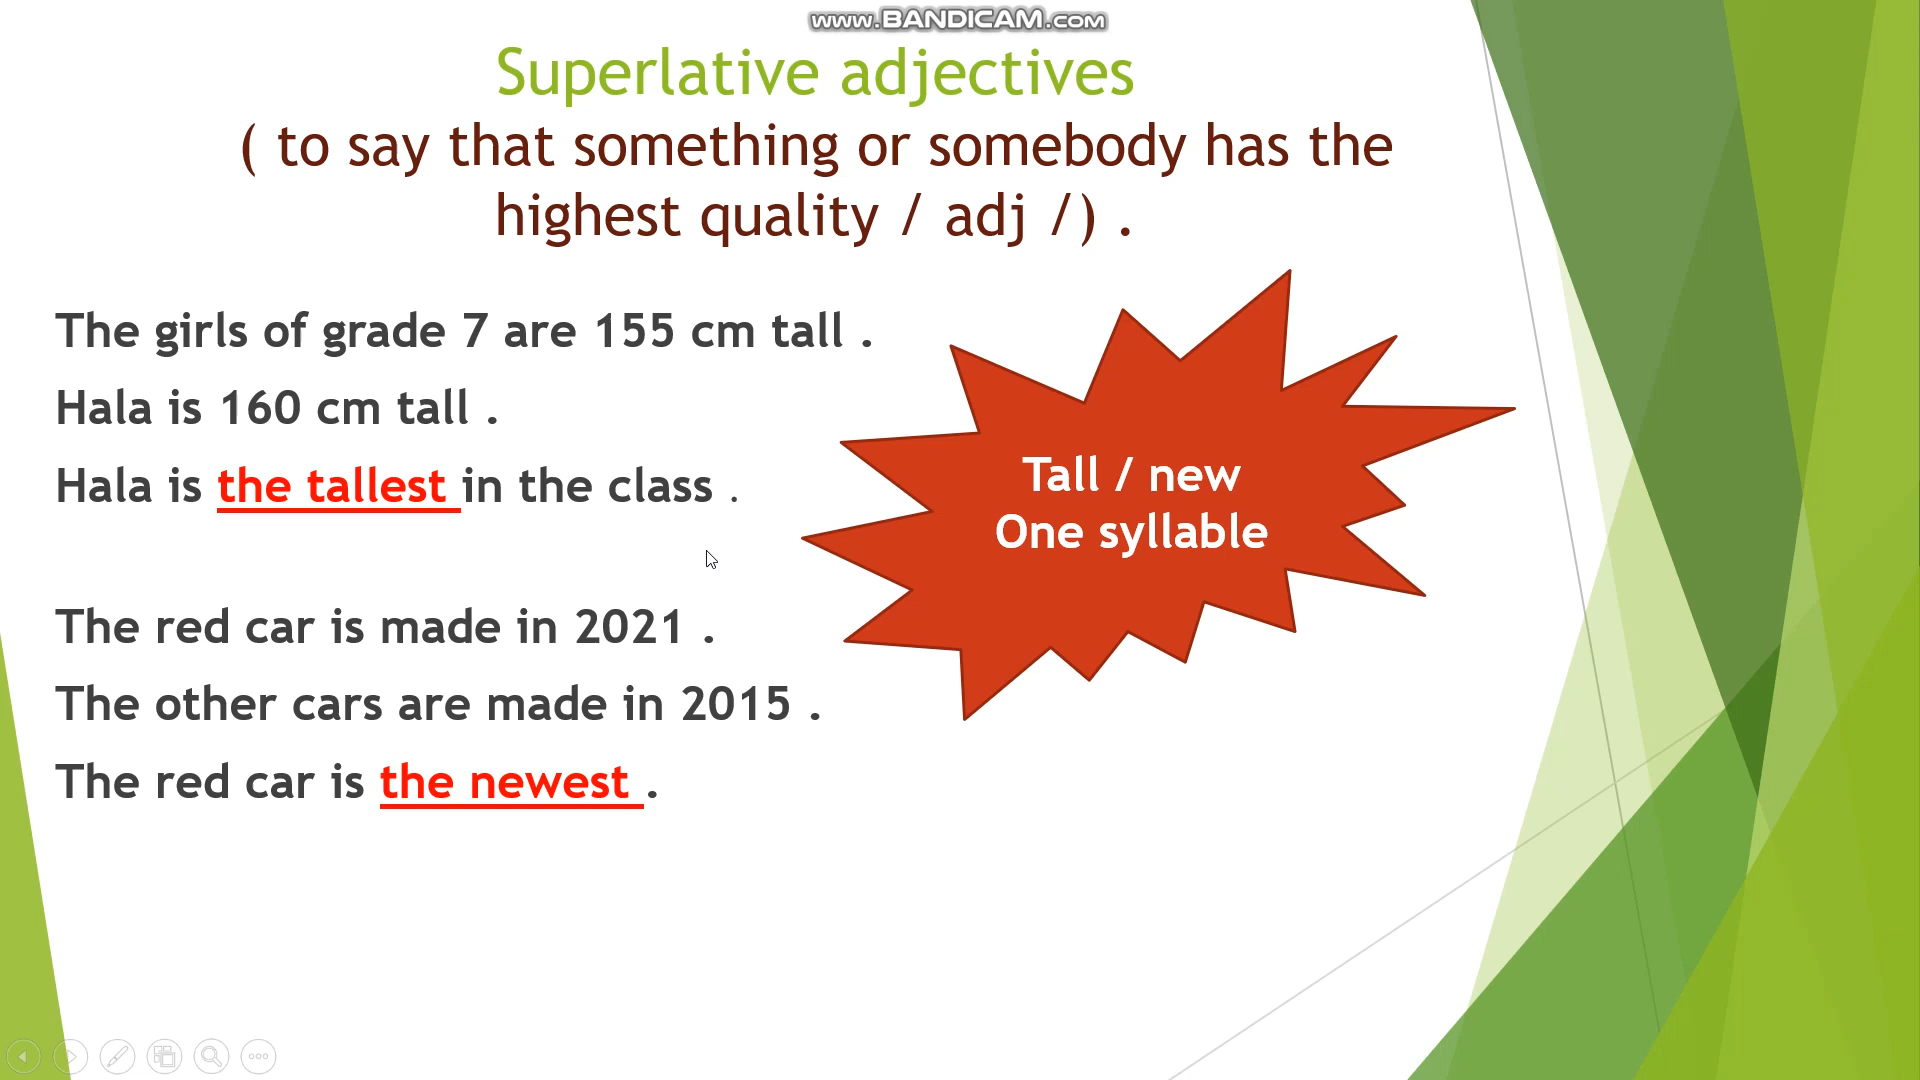 www.BANDICAM.com
Superlative adjectives
( to say that something or somebody has the
highest quality / adj /) .
The girls of grade 7 are 155 cm tall .
Hala is 160 cm tall .
Hala is the tallest in the class .
Tall / new
One syllable
The red car is made in 2021 .
The other cars are made in 2015 .
The red car is the newest .